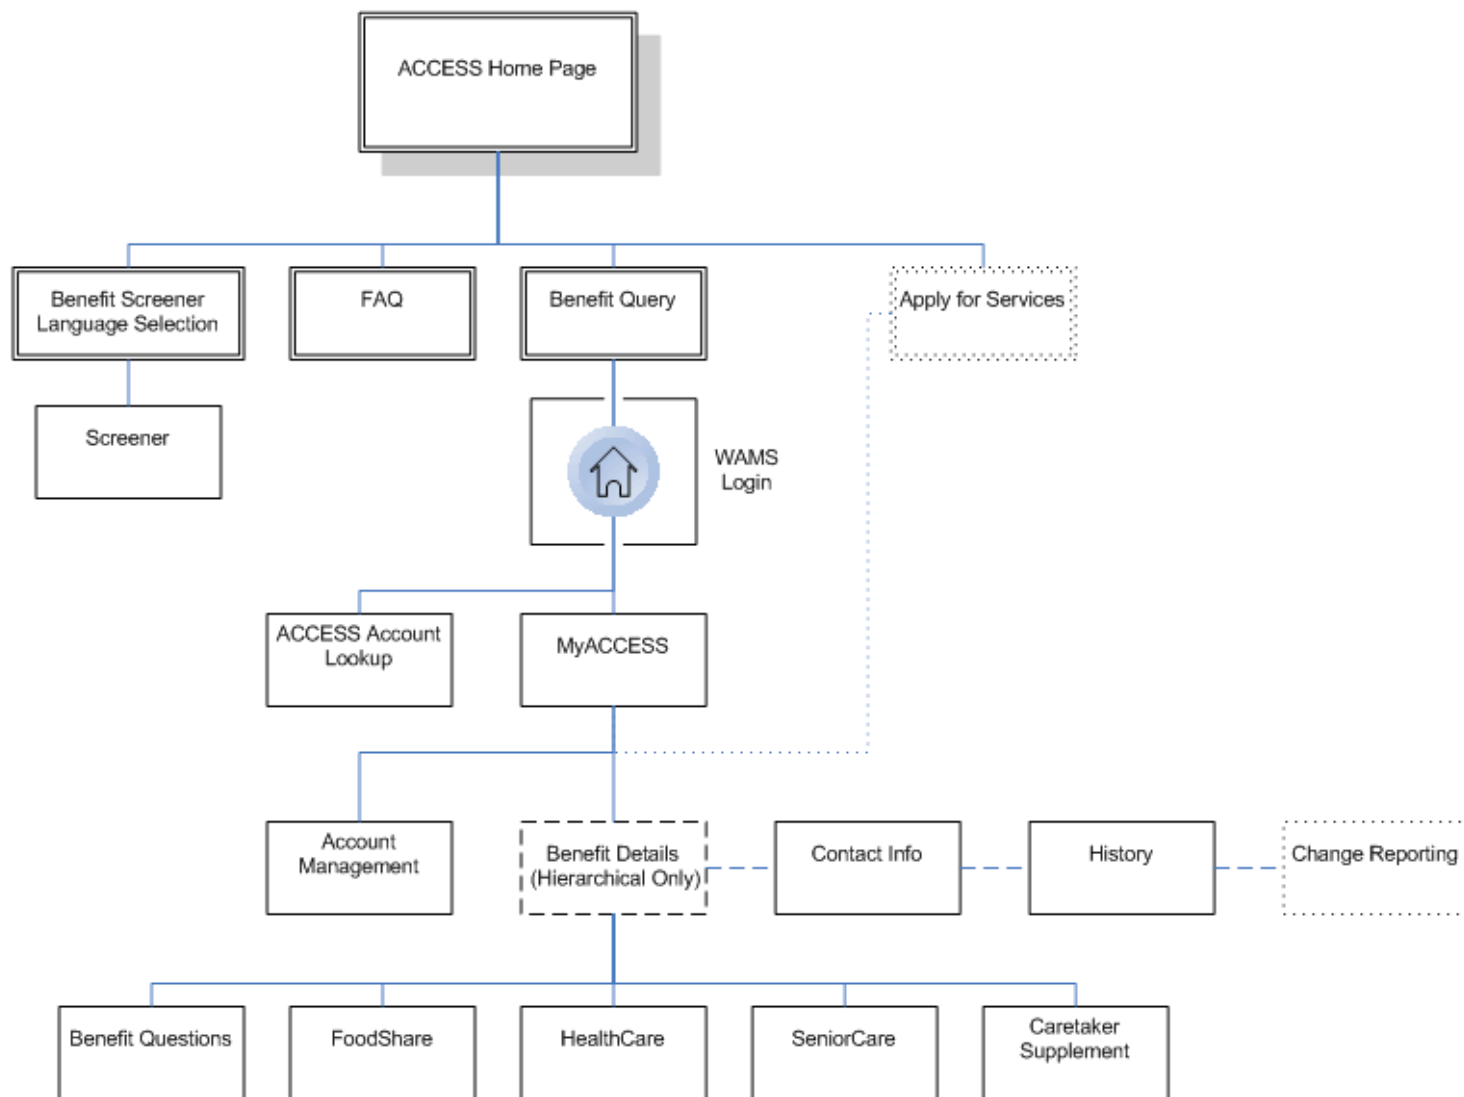 ACCESS Home Page
Benefit Screener
Language Selection
FAQ
Benefit Query
Apply for Services
Screener
WAMS
Login
ACCESS Account
Lookup
MyACCESS
Account
Management
Benefit Details
(Hierarchical Only)
Contact Info
History
Change Reporting
Benefit Questions
FoodShare
HealthCare
SeniorCare
Caretaker
Supplement